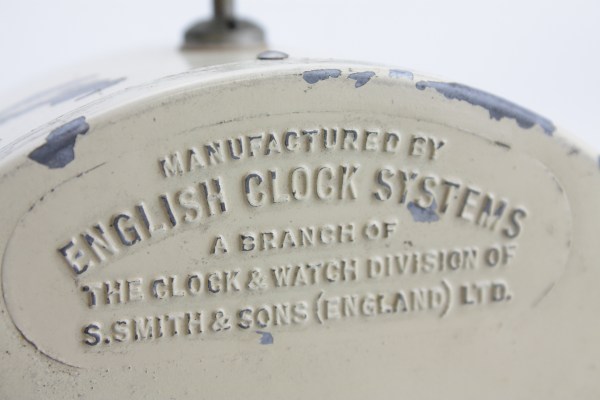 MANUFACTURED BY
ENGLISH CLOCK SYSTEMS
A BRANCH OF
THE CLOCK & WATCH DIVISION OF
S. SMITH & SONS (ENGLAND) LTD.